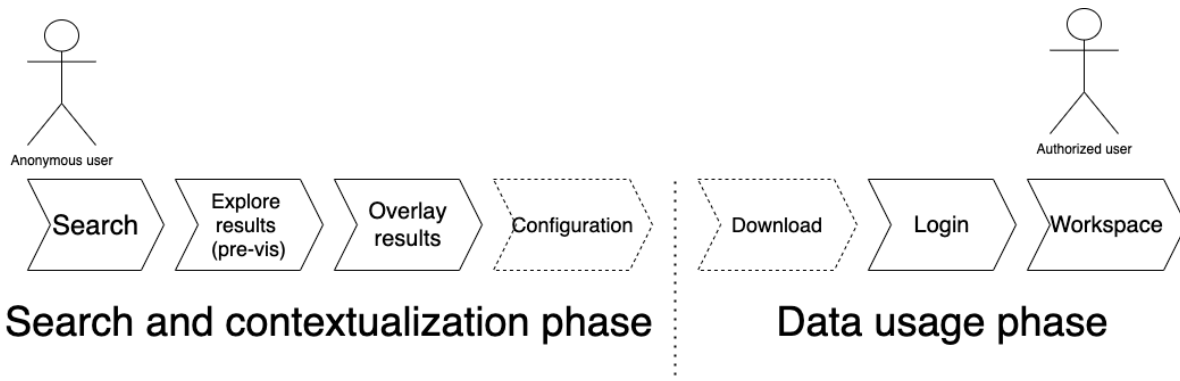 Anonymous user
Authorized user
Search
Explore
results
(pre-vis)
Overlay
results
Configuration
Download
Login
Workspace
Search and contextualization phase
Data usage phase